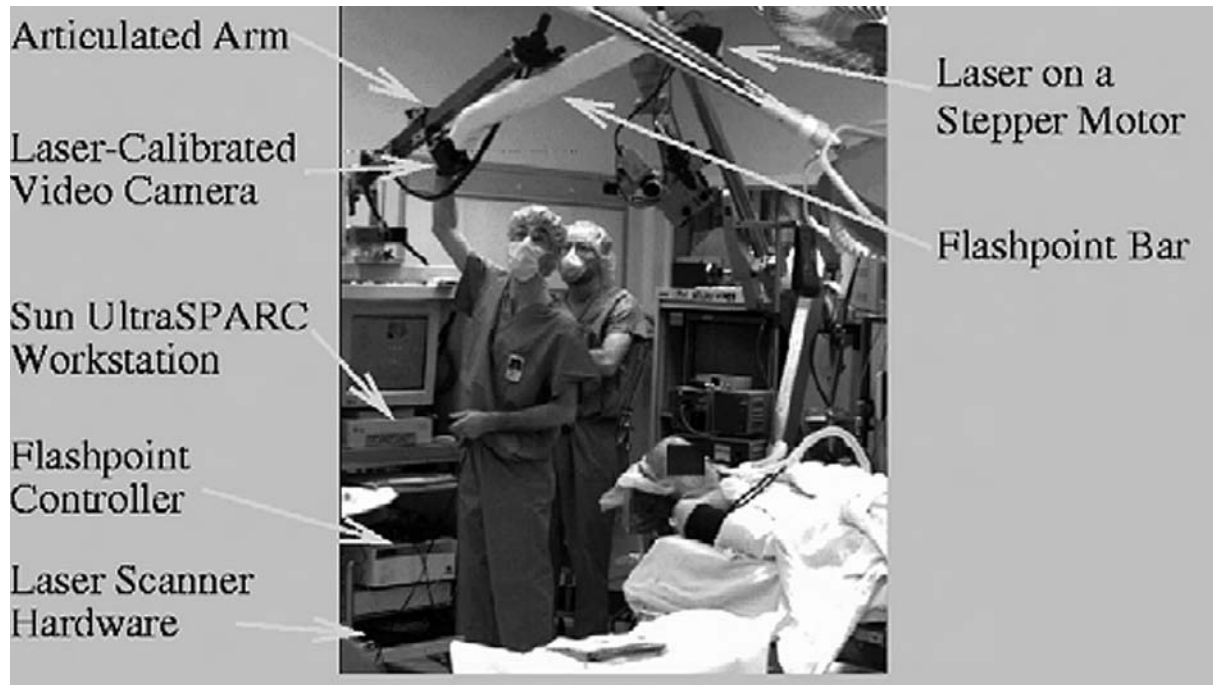 Articulated Arm
Laser-Calibrated
Video Camera
Sun UltraSPARC
Workstation
Flashpoint
Controller
Laser Scanner
Hardware
Laser on a
Stepper Motor
Flashpoint Bar